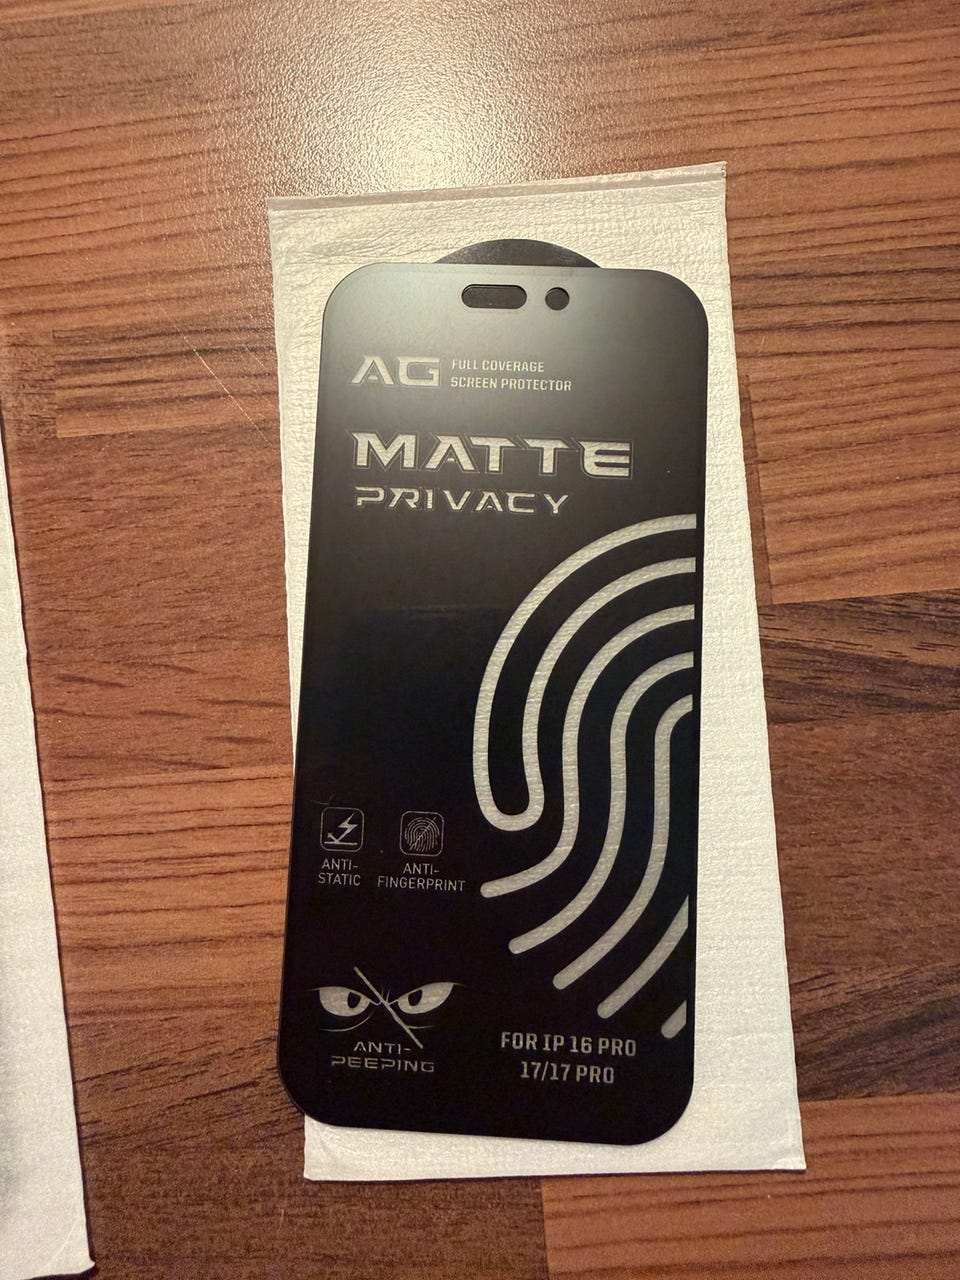 AG FULL COVERAGE
SCREEN PROTECTOR
MATTE
PRIVACY
ANTI-
STATIC
ANTI-
FINGERPRINT
ANTI-
PEEPING
FOR IP 16 PRO
17/17 PRO